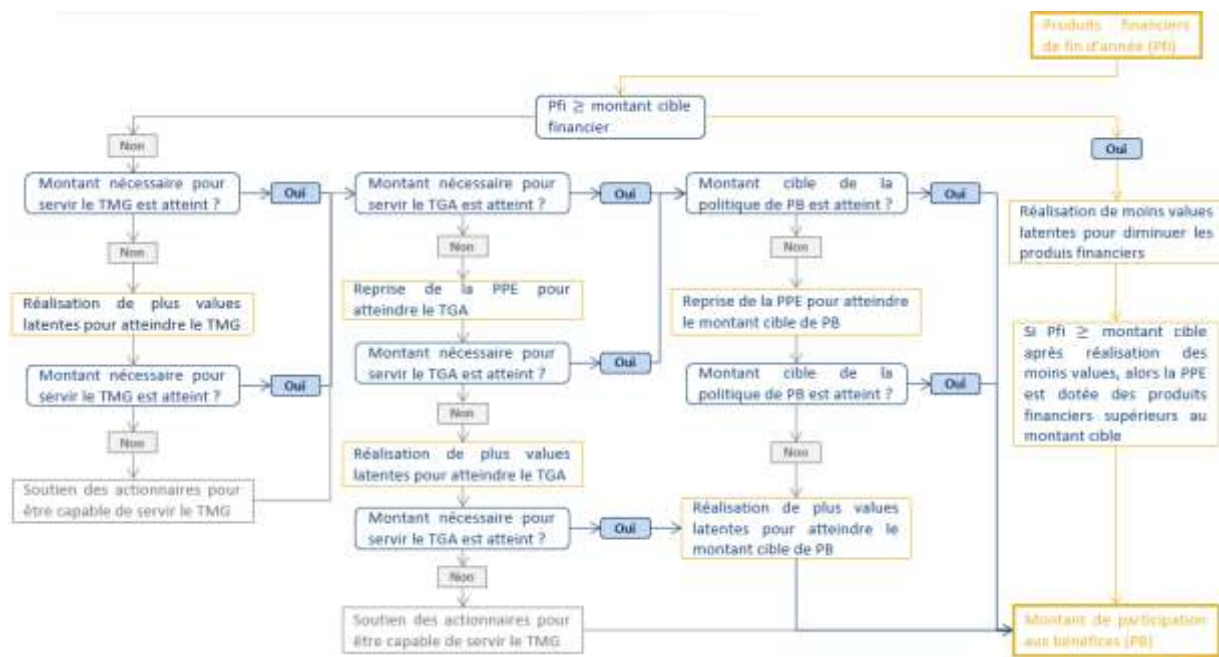 Produits financiers
de fin d'année (Pfi)
Pfi ≥ montant cible
financier
Non
Oui
Montant nécessaire pour
servir le TMG est atteint ?
Oui
Montant nécessaire pour
servir le TGA est atteint ?
Oui
Montant cible de la
politique de PB est atteint ?
Oui
Réalisation de moins values
latentes pour diminuer les
produis financiers
Non
Non
Non
Réalisation de plus values
latentes pour atteindre le TMG
Reprise de la PPE pour
atteindre le TGA
Reprise de la PPE pour atteindre
le montant cible de PB
Si Pfi ≥ montant cible
après réalisation des
moins values, alors la PPE
est dotée des produits
financiers supérieurs au
montant cible
Montant nécessaire pour
servir le TMG est atteint ?
Oui
Montant nécessaire pour
servir le TGA est atteint ?
Oui
Montant cible de la
politique de PB est atteint ?
Oui
Non
Non
Non
Soutien des actionnaires pour
être capable de servir le TMG
Réalisation de plus values
latentes pour atteindre le TGA
Montant nécessaire pour
servir le TGA est atteint ?
Oui
Réalisation de plus values
latentes pour atteindre le
montant cible de PB
Non
Soutien des actionnaires pour
être capable de servir le TMG
Montant de participation
aux bénéfices (PB)